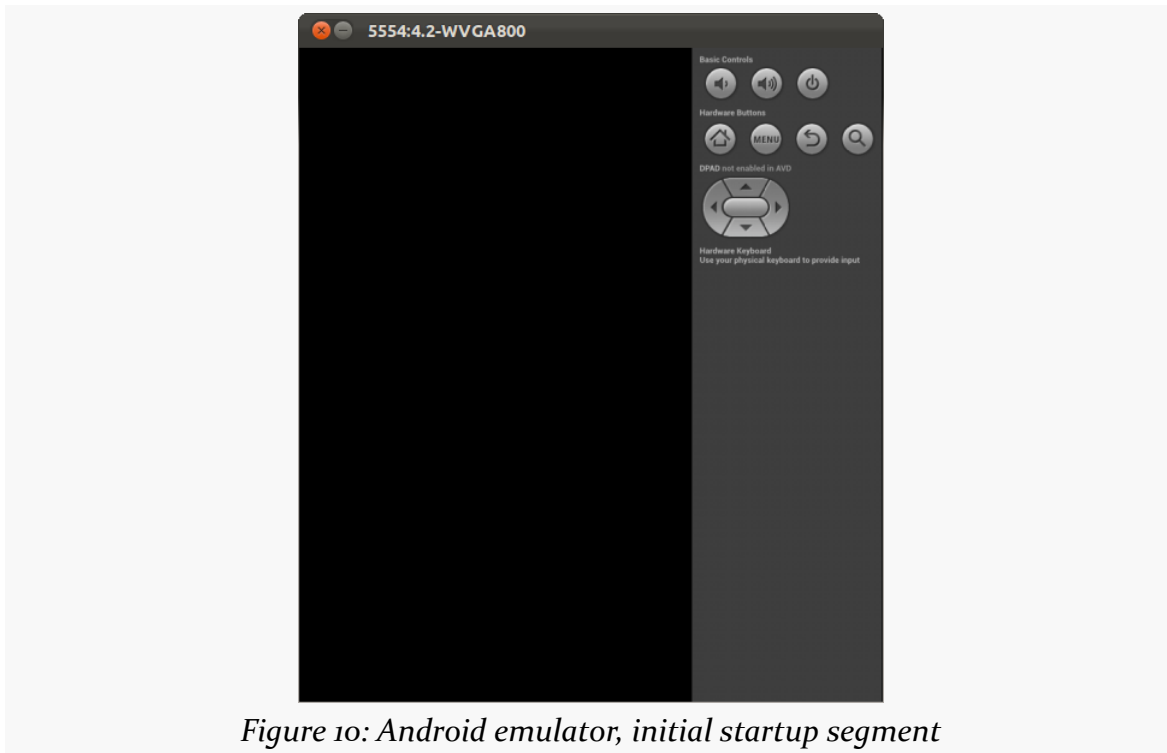 5554:4.2-WVGA800
Basic Controls
Hardware Buttons
MENU
DPAD not enabled in AVD
Hardware Keyboard
Use your physical keyboard to provide input
Figure 10: Android emulator, initial startup segment